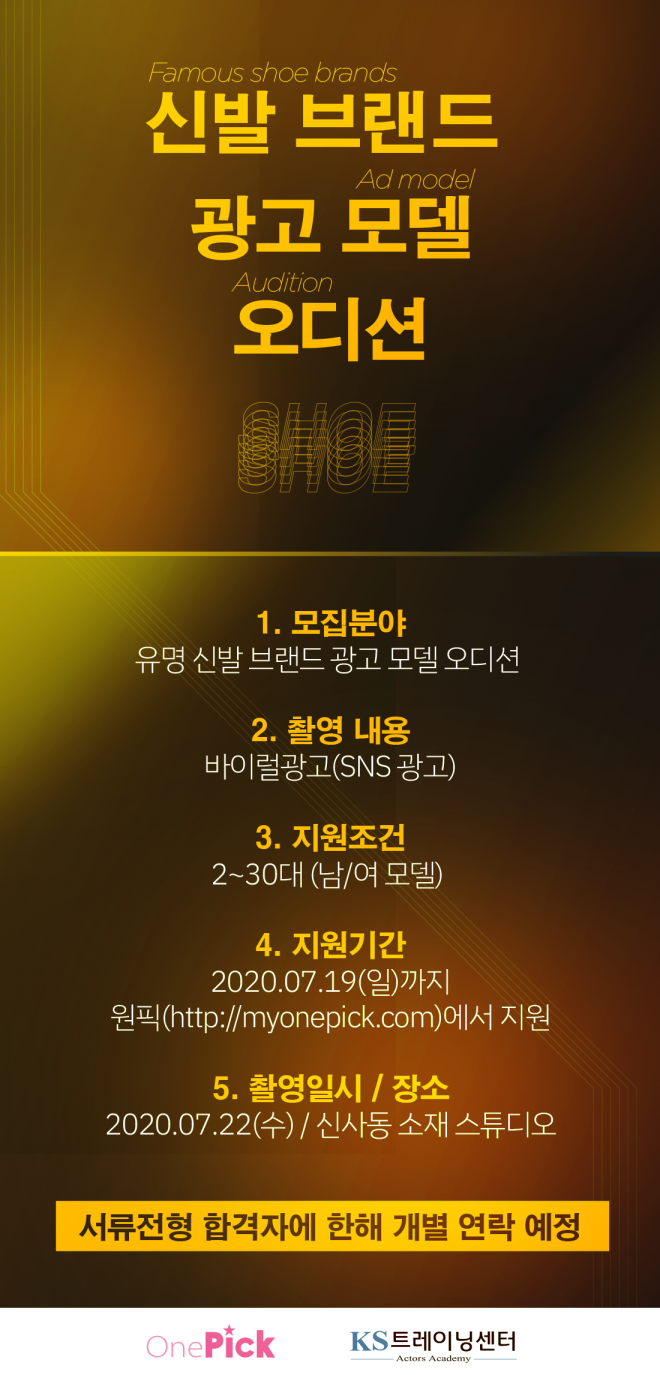 Famous shoe brands
신발 브랜드
Ad model
광고 모델
Audition
오디션
SHOE
1. 모집분야
유명 신발 브랜드 광고 모델 오디션
2. 촬영 내용
바이럴광고(SNS 광고)
3. 지원조건
2~30대 (남/여 모델)
4. 지원기간
2020.07.19(일)까지
원픽(http://myonepick.com)에서 지원
5. 촬영일시 / 장소
2020.07.22(수) / 신사동 소재 스튜디오
서류전형 합격자에 한해 개별 연락 예정
OnePick
KS트레이닝센터
Actors Academy